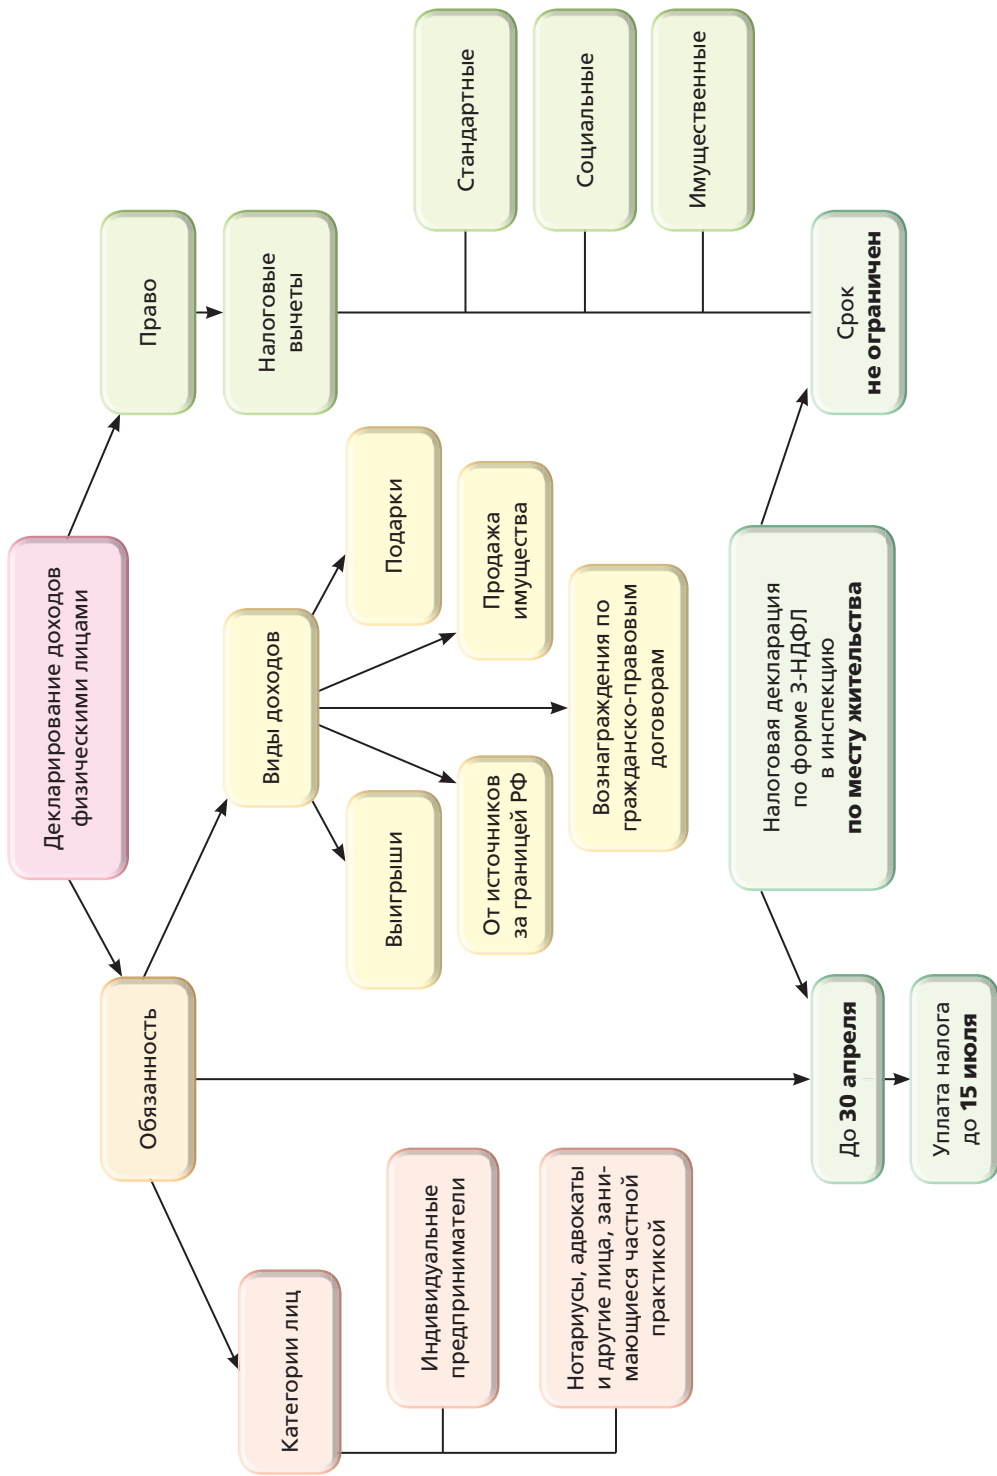 Декларирование доходов
физическими лицами
Обязанность
Право
Категории лиц
Индивидуальные
предприниматели
Нотариусы, адвокаты
и другие лица, зани-
мающиеся частной
практикой
Виды доходов
Выигрыши
Подарки
От источников
за границей РФ
Продажа
имущества
Вознаграждения по
гражданско-правовым
договорам
Налоговые
вычеты
Стандартные
Социальные
Имущественные
Налоговая декларация
по форме 3-НДФЛ
в инспекцию
по месту жительства
До 30 апреля
Уплата налога
до 15 июля
Срок
не ограничен